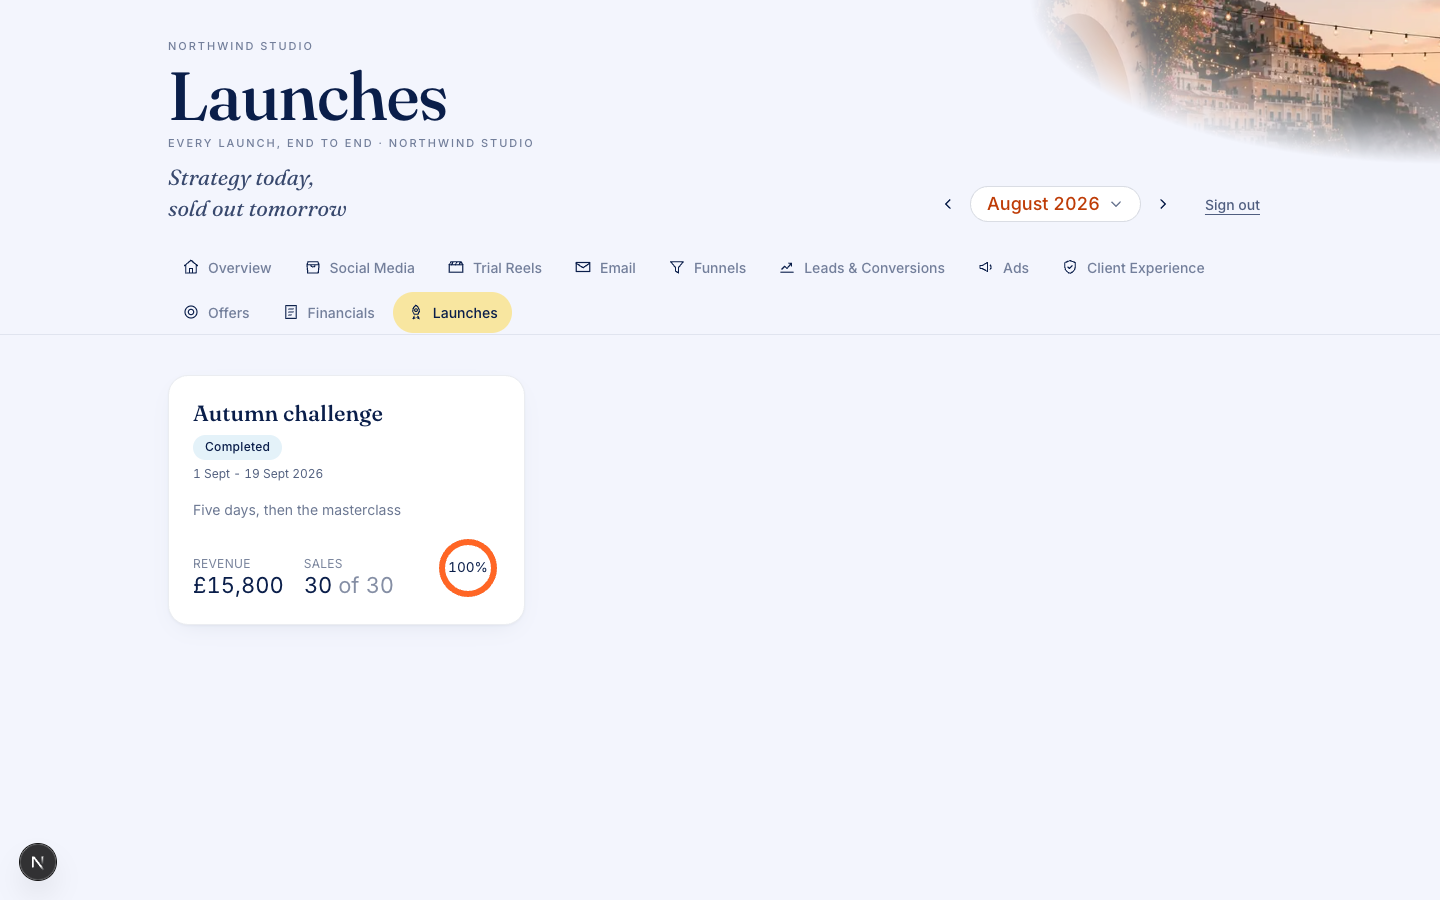 NORTHWIND STUDIO
Launches
EVERY LAUNCH, END TO END · NORTHWIND STUDIO
Strategy today,
sold out tomorrow
August 2026
Sign out
Overview
Social Media
Trial Reels
Email
Funnels
Leads & Conversions
Ads
Client Experience
Offers
Financials
Launches
Autumn challenge
Completed
1 Sept - 19 Sept 2026
Five days, then the masterclass
REVENUE
SALES
£15,800
30 of 30
100%
N